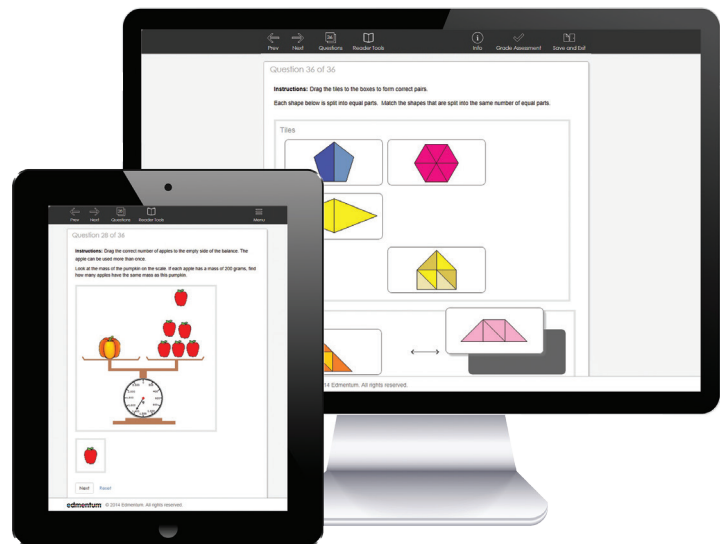 Prev Next Questions Reader Tools Info Grade Assessment Save and Exit
Question 36 of 36
Instructions: Drag the tiles to the boxes to form correct pairs.
Each shape below is split into equal parts. Match the shapes that are split into the same number of equal parts.
Tiles
14 Edmentum. All rights reserved.
Prev Next Questions Reader Tools Menu
Question 28 of 36
Instructions: Drag the correct number of apples to the empty side of the balance. The
apple can be used more than once.
Look at the mass of the pumpkin on the scale. If each apple has a mass of 200 grams, find
how many apples have the same mass as this pumpkin.
Next Reset
edmentum © 2014 Edmentum. All rights reserved.